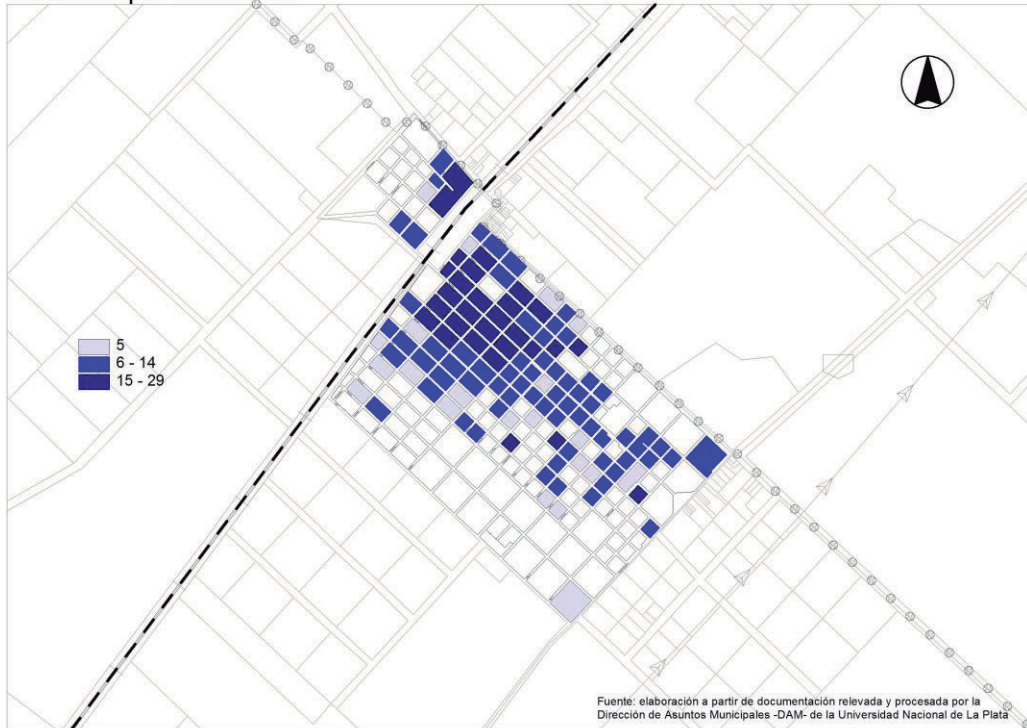 5
6 - 14
15 - 29
Fuente: elaboración a partir de documentación relevada y procesada por la
Dirección de Asuntos Municipales -DAM- de la Universidad Nacional de La Plata